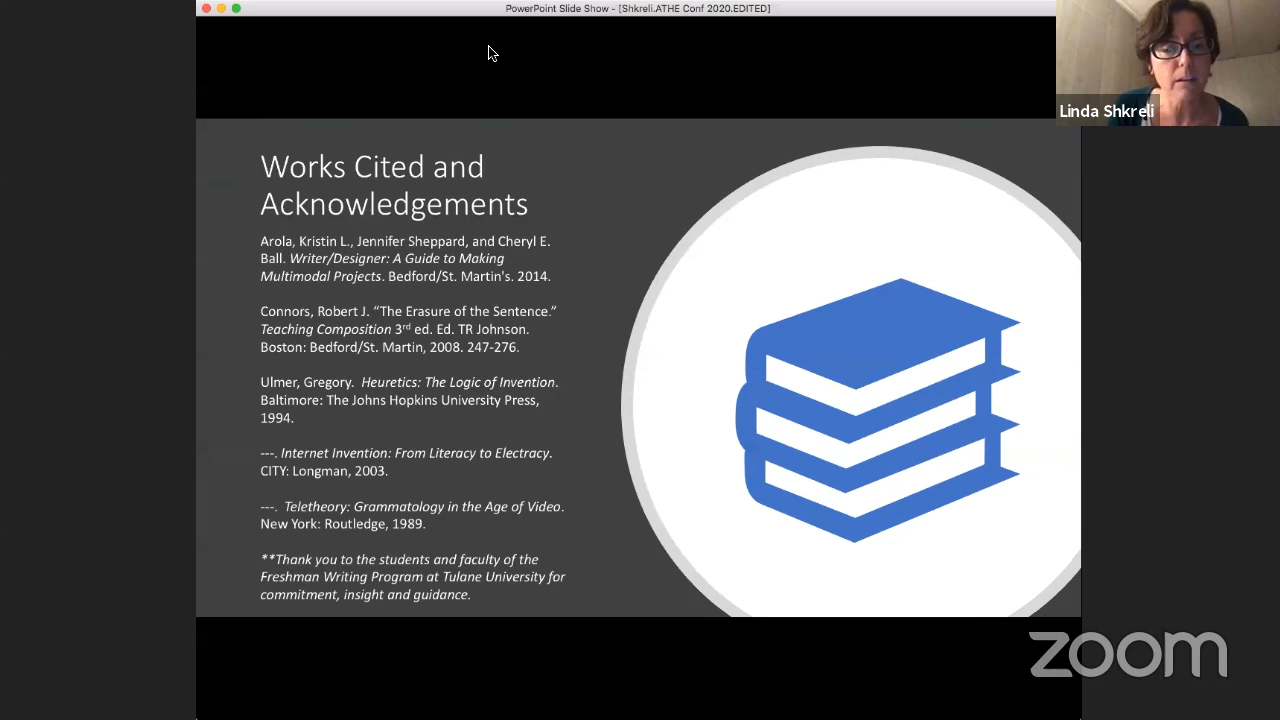 PowerPoint Slide Show - [Shkreli.ATHE Conf 2020.EDITED]
Linda Shkreli
Works Cited and
Acknowledgements
Arola, Kristin L., Jennifer Sheppard, and Cheryl E.
Ball. Writer/Designer: A Guide to Making
Multimodal Projects. Bedford/St. Martin's. 2014.
Connors, Robert J. “The Erasure of the Sentence.”
Teaching Composition 3rd ed. Ed. TR Johnson.
Boston: Bedford/St. Martin, 2008. 247-276.
Ulmer, Gregory. Heuretics: The Logic of Invention.
Baltimore: The Johns Hopkins University Press,
1994.
---. Internet Invention: From Literacy to Electracy.
CITY: Longman, 2003.
---. Teletheory: Grammatology in the Age of Video.
New York: Routledge, 1989.
**Thank you to the students and faculty of the
Freshman Writing Program at Tulane University for
commitment, insight and guidance.
zoom